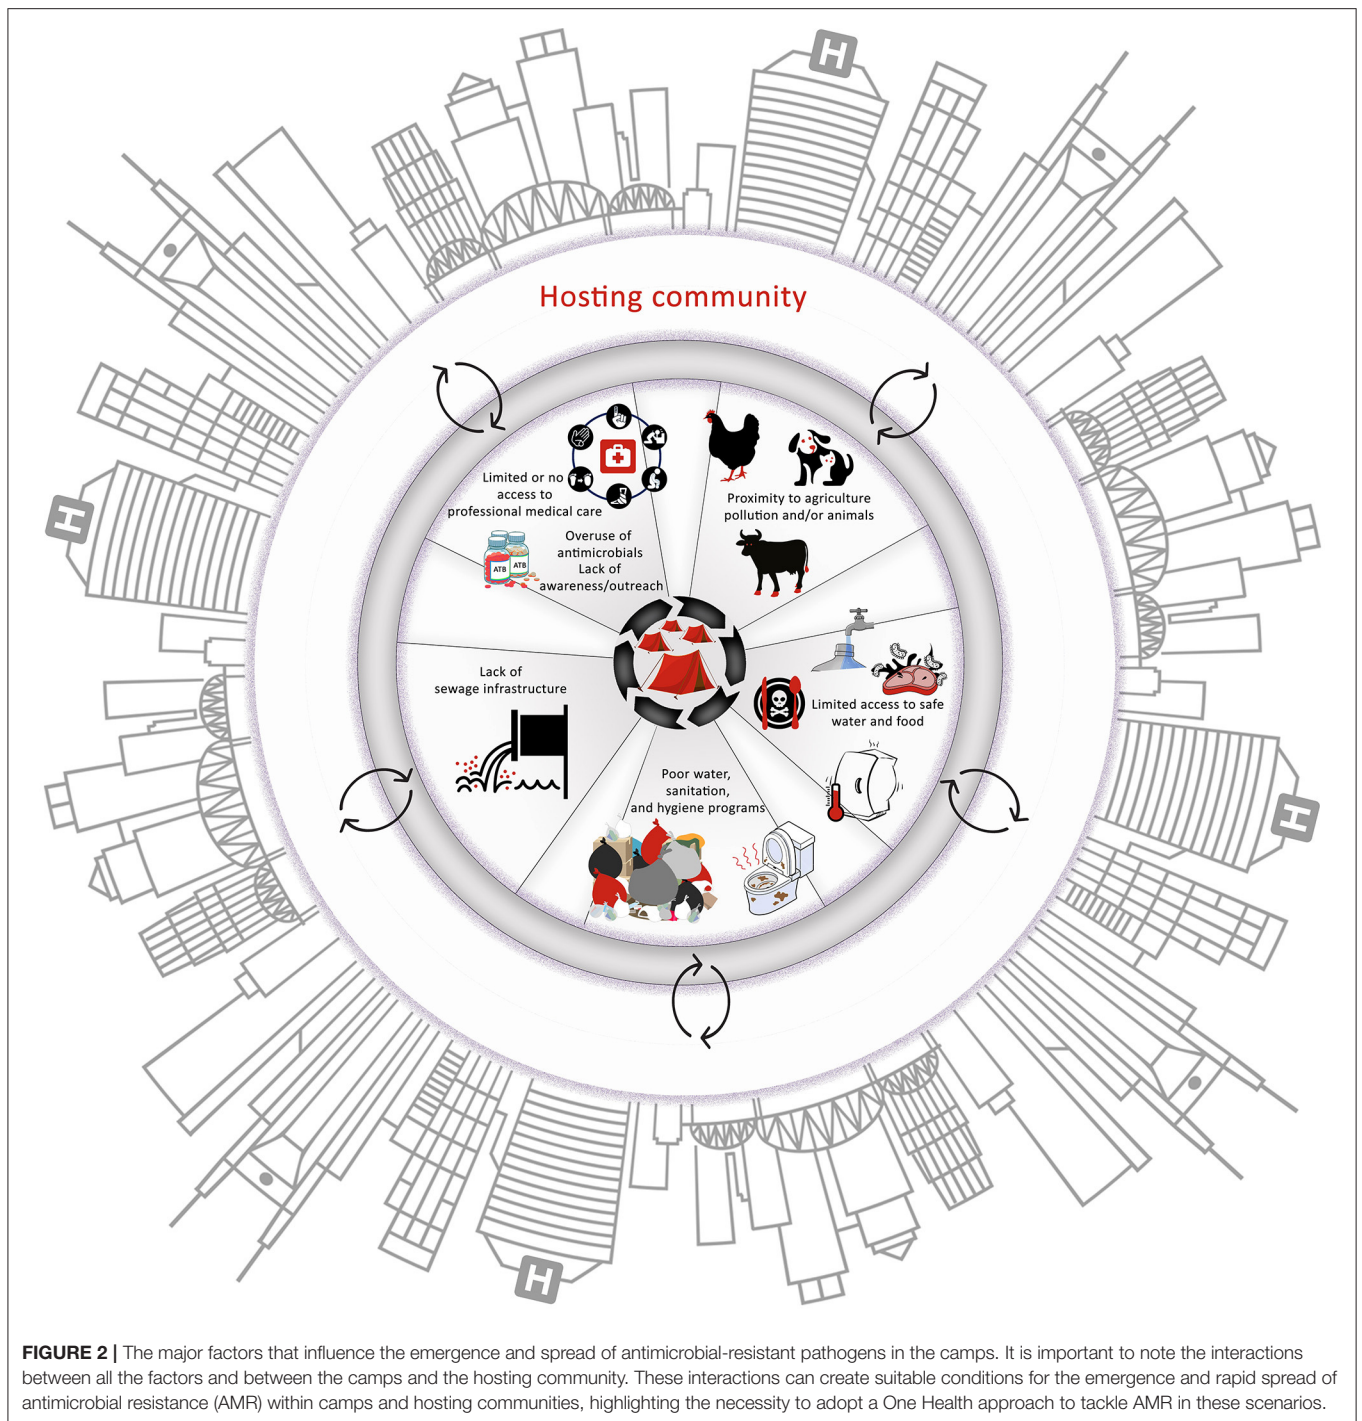 H
Hosting community
H
Limited or no
access to
professional medical care
Overuse of
antimicrobials
Lack of
awareness/outreach
ATB
ATB
Proximity to agriculture
pollution and/or animals
Lack of
sewage infrastructure
Limited access to safe
water and food
Poor water,
sanitation,
and hygiene programs
H
H
FIGURE 2 | The major factors that influence the emergence and spread of antimicrobial-resistant pathogens in the camps. It is important to note the interactions
between all the factors and between the camps and the hosting community. These interactions can create suitable conditions for the emergence and rapid spread of
antimicrobial resistance (AMR) within camps and hosting communities, highlighting the necessity to adopt a One Health approach to tackle AMR in these scenarios.